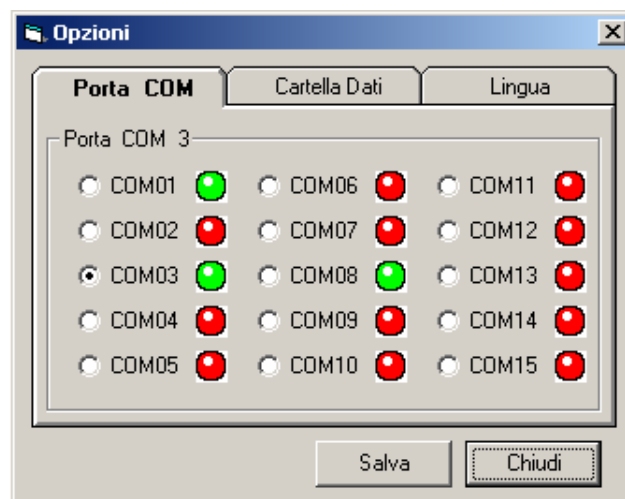 Opzioni
Porta COM
Cartella Dati
Lingua
Porta COM 3
COM01 COM06 COM11
COM02 COM07 COM12
COM03 COM08 COM13
COM04 COM09 COM14
COM05 COM10 COM15
Salva
Chiudi